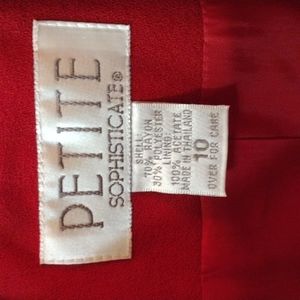 PETITE
SOPHISTICATE®
SHELL:
70% RAYON
30% POLYESTER
LINING:
100% ACETATE
MADE IN THAILAND
10
OVER FOR CARE